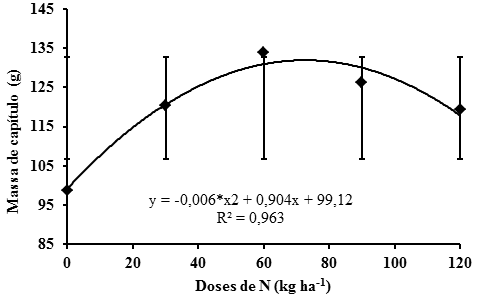 145
135
125
115
105
95
85
Massa de capítulo (g)
y = -0,006*x2 + 0,904x + 99,12
R² = 0,963
0 20 40 60 80 100 120
Doses de N (kg ha⁻¹)